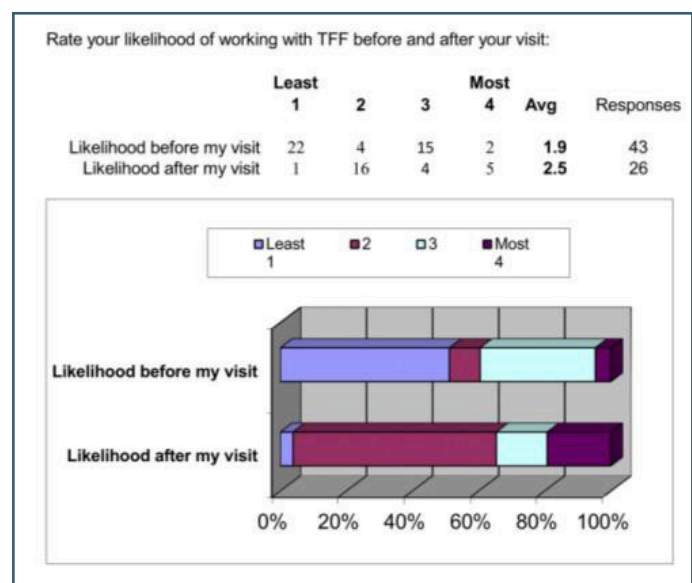 Rate your likelihood of working with TFF before and after your visit:
Least Most
1 2 3 4 Avg Responses
Likelihood before my visit 22 4 15 2 1.9 43
Likelihood after my visit 1 16 4 5 2.5 26
Least 2 3 Most
1 4
Likelihood before my visit
Likelihood after my visit
0% 20% 40% 60% 80% 100%